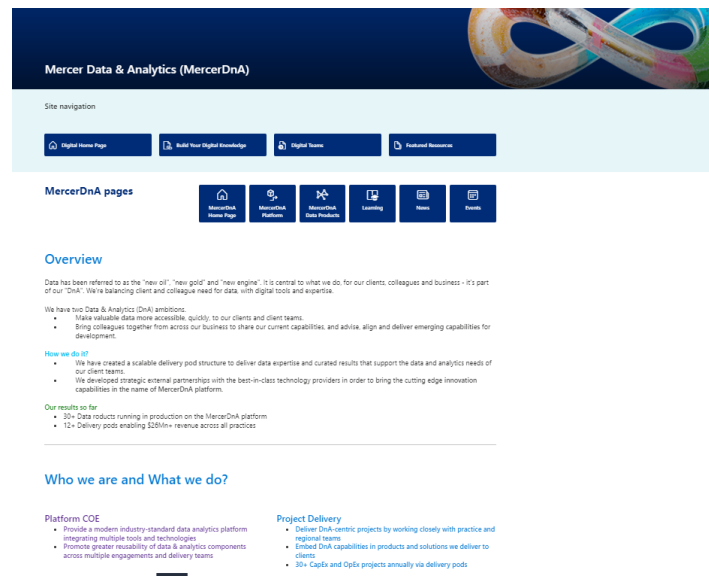 Mercer Data & Analytics (MercerDnA)
Site navigation
Digital Home Page
Build Your Digital Knowledge
Digital Teams
Featured Resources
MercerDnA pages
MercerDnA
Home Page
MercerDnA
Platform
MercerDnA
Data Products
Learning
News
Events
Overview
Data has been referred to as the "new oil", "new gold" and "new engine". It is central to what we do, for our clients, colleagues and business - it's part
of our "DnA". We're balancing client and colleague need for data, with digital tools and expertise.
We have two Data & Analytics (DnA) ambitions.
• Make valuable data more accessible, quickly, to our clients and client teams.
• Bring colleagues together from across our business to share our current capabilities, and advise, align and deliver emerging capabilities for
development.
How we do it?
• We have created a scalable delivery pod structure to deliver data expertise and curated results that support the data and analytics needs of
our client teams.
• We developed strategic external partnerships with the best-in-class technology providers in order to bring the cutting edge innovation
capabilities in the name of MercerDnA platform.
Our results so far
• 30+ Data roducts running in production on the MercerDnA platform
• 12+ Delivery pods enabling $26Mn+ revenue across all practices
Who we are and What we do?
Platform COE
• Provide a modern industry-standard data analytics platform
integrating multiple tools and technologies
• Promote greater reusability of data & analytics components
across multiple engagements and delivery teams
Project Delivery
• Deliver DnA-centric projects by working closely with practice and
regional teams
• Embed DnA capabilities in products and solutions we deliver to
clients
• 30+ CapEx and OpEx projects annually via delivery pods